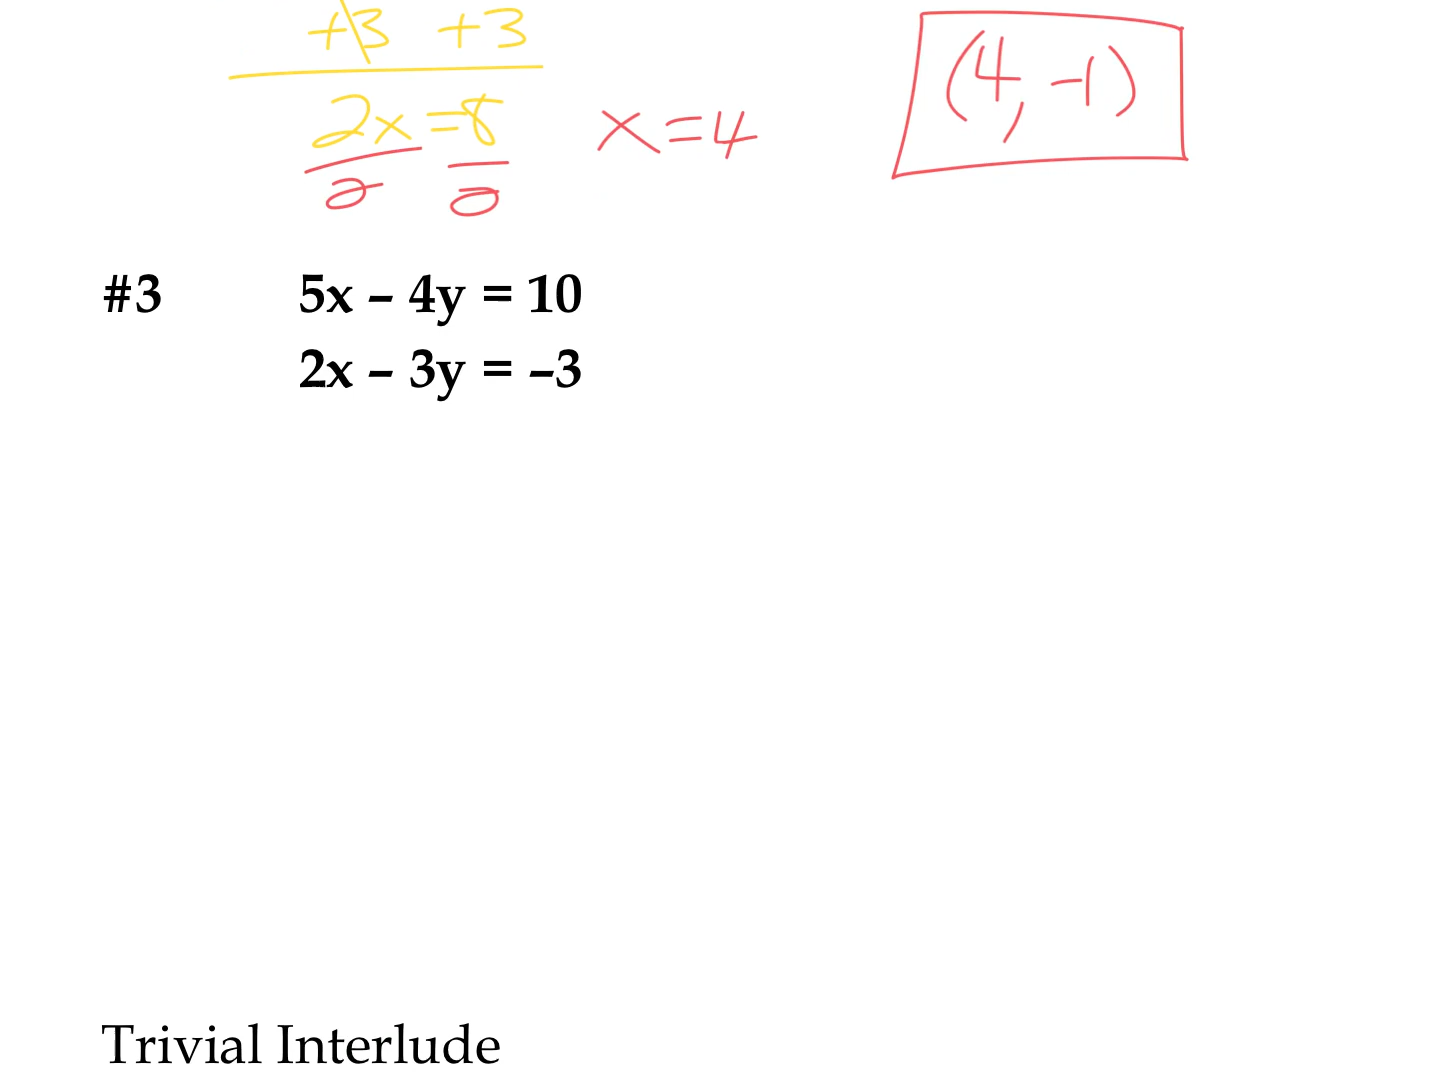 +3 +3
2x = 8
2 2
x = 4
(4, -1)
#3 5x – 4y = 10
2x – 3y = –3
Trivial Interlude